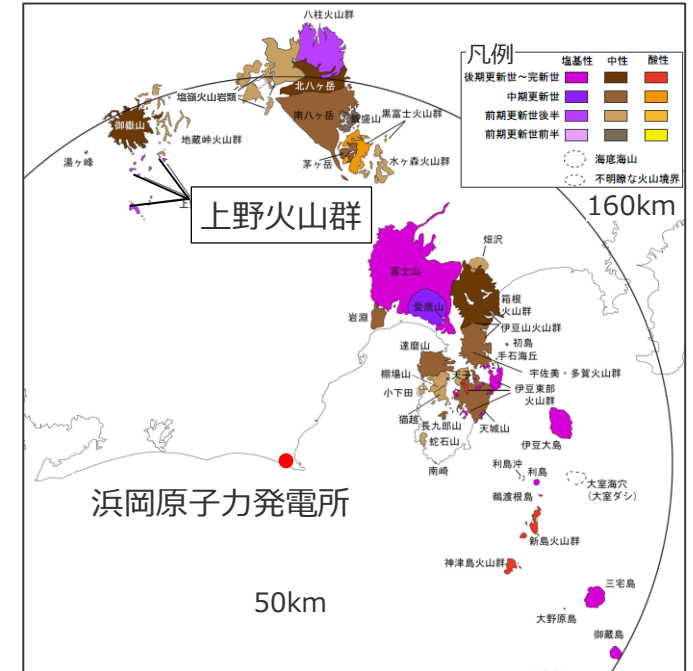 八柱火山群
凡例
塩基性 中性 酸性
後期更新世～完新世
中期更新世
前期更新世後半
前期更新世前半
海底海山
不明瞭な火山境界
160km
北八ヶ岳
塩嶺火山岩類
南八ヶ岳
飯盛山
黒富士火山群
御嶽山
地蔵峠火山群
茅ヶ岳
水ヶ森火山群
湯ヶ峰
上野火山群
畑沢
富士山
愛鷹山
箱根
火山群
岩淵
伊豆山火山群
初島
達磨山
手石海丘
宇佐美・多賀火山群
棚場山
天子
小下田
伊豆東部
火山群
猫越
長九郎山
天城山
蛇石山
伊豆大島
南崎
利島沖
利島
大室海穴
(大室ダシ)
鵜渡根島
浜岡原子力発電所
新島火山群
神津島火山群
三宅島
50km
大野原島
御蔵島